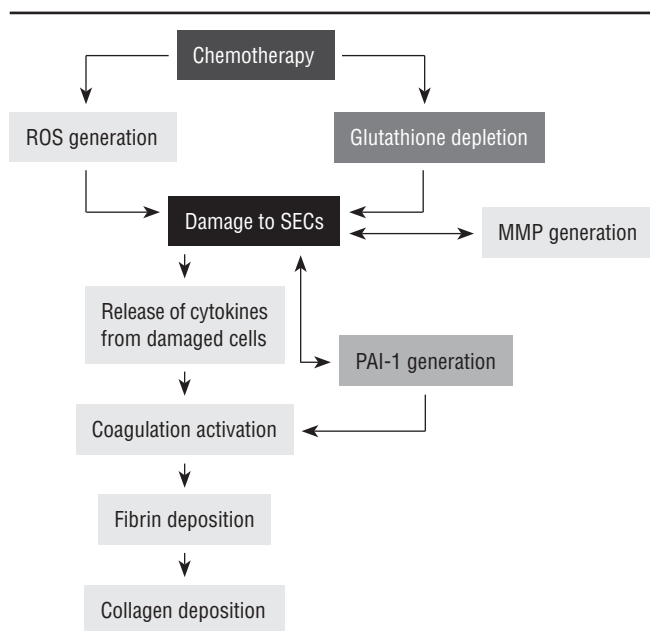 Chemotherapy
ROS generation
Glutathione depletion
Damage to SECs
MMP generation
Release of cytokines
from damaged cells
PAI-1 generation
Coagulation activation
Fibrin deposition
Collagen deposition